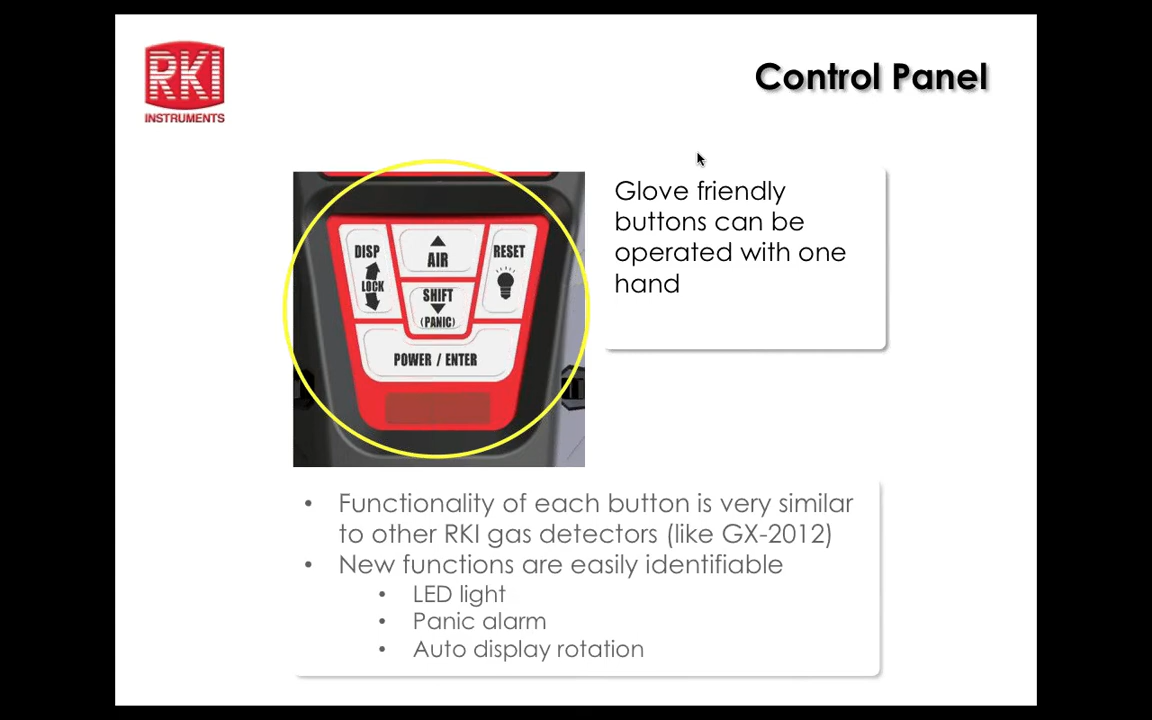 RKI
INSTRUMENTS
Control Panel
DISP
LOCK
AIR
SHIFT
(PANIC)
RESET
POWER / ENTER
Glove friendly
buttons can be
operated with one
hand
• Functionality of each button is very similar
to other RKI gas detectors (like GX-2012)
• New functions are easily identifiable
• LED light
• Panic alarm
• Auto display rotation